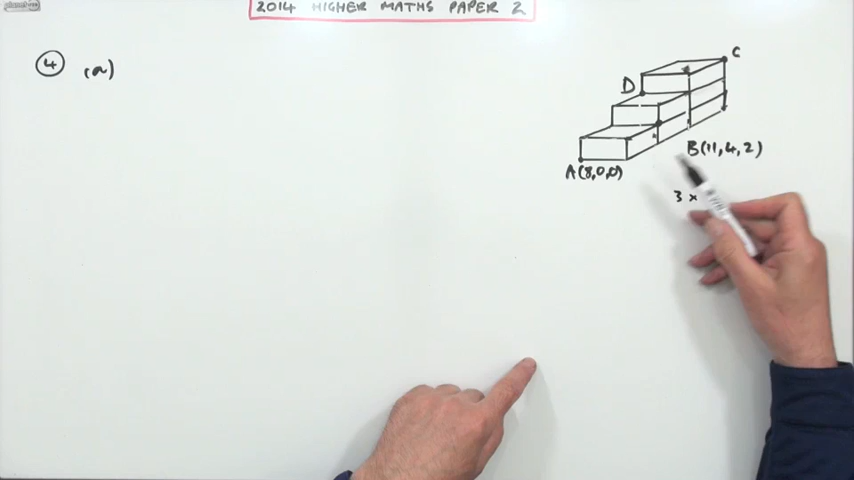 2014 HIGHER MATHS PAPER 2
4 (a)
C
D
B(11,4,2)
A(8,0,0)
3 x